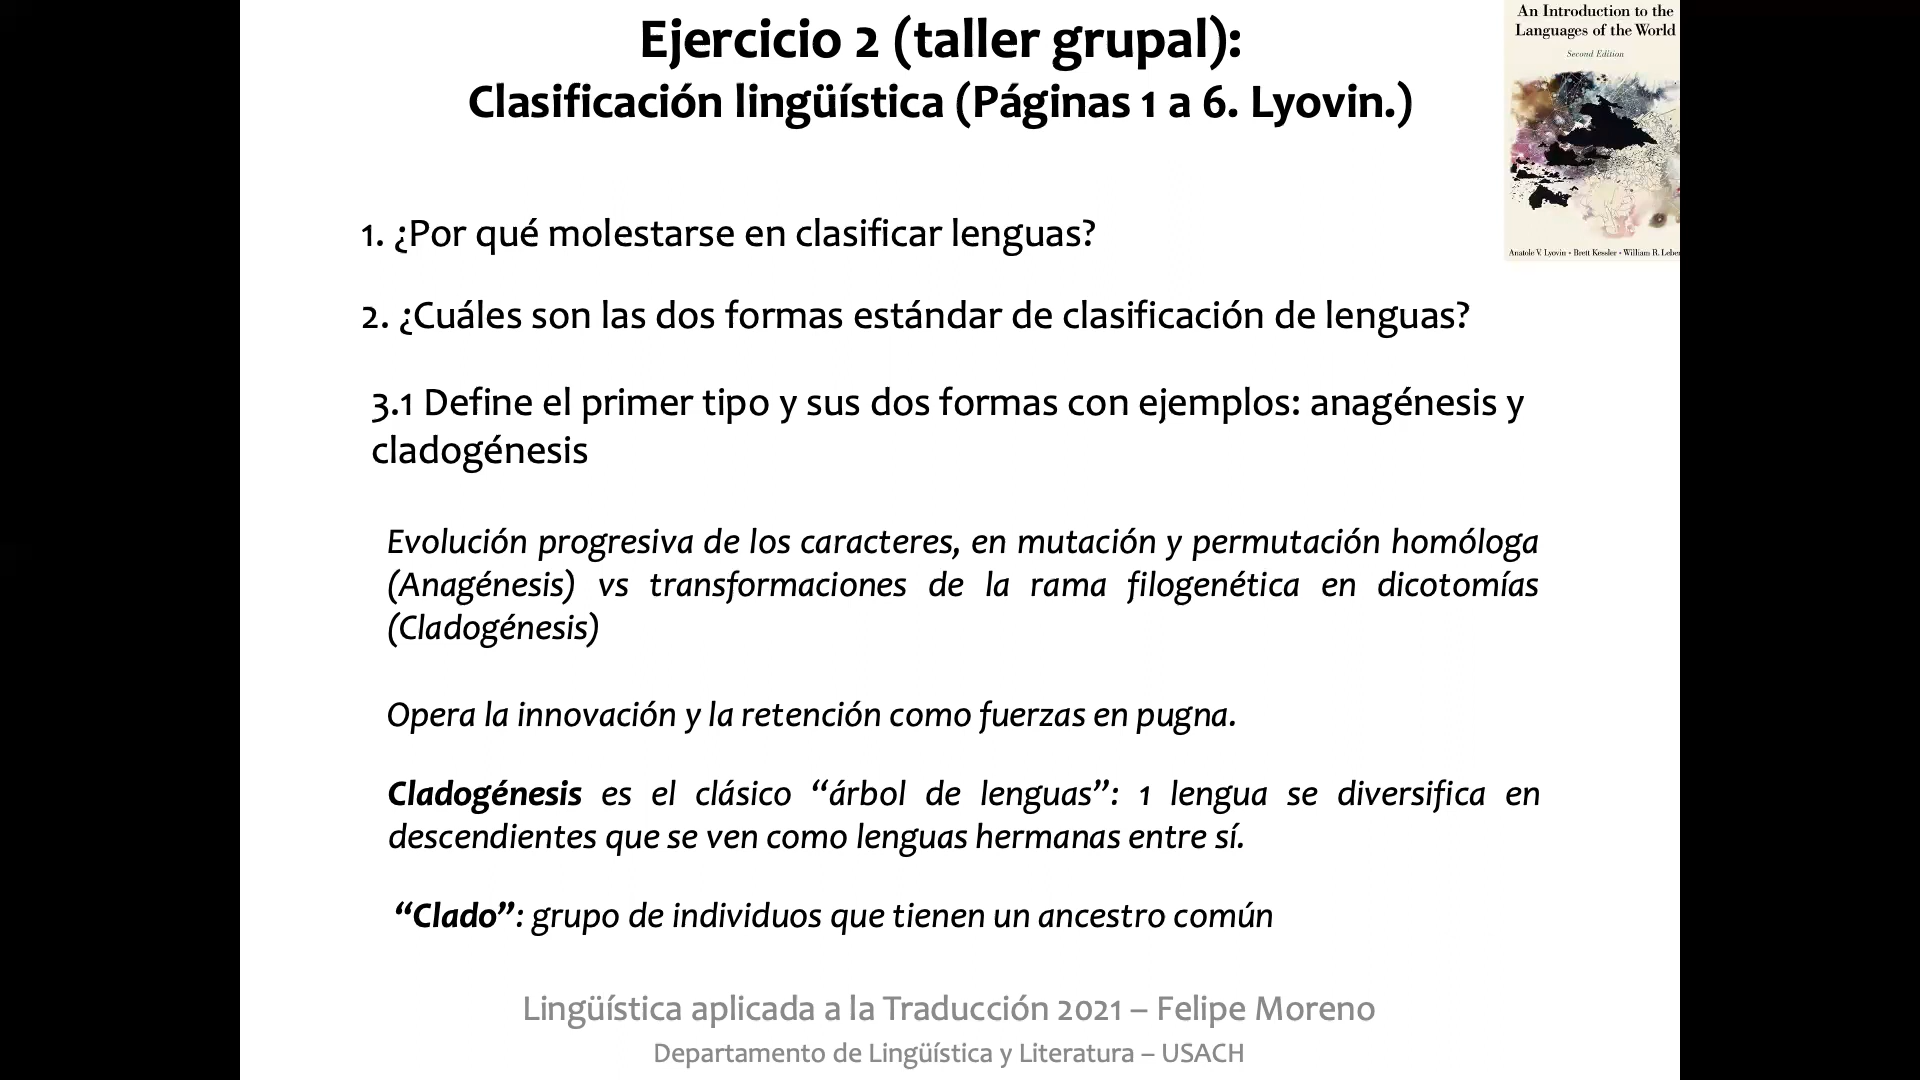 Ejercicio 2 (taller grupal):
Clasificación lingüística (Páginas 1 a 6. Lyovin.)
An Introduction to the
Languages of the World
Second Edition
Anatole V. Lyovin • Brett Kessler • William R. Leben
1. ¿Por qué molestarse en clasificar lenguas?
2. ¿Cuáles son las dos formas estándar de clasificación de lenguas?
3.1 Define el primer tipo y sus dos formas con ejemplos: anagénesis y
cladogénesis
Evolución progresiva de los caracteres, en mutación y permutación homóloga
(Anagénesis) vs transformaciones de la rama filogenética en dicotomías
(Cladogénesis)
Opera la innovación y la retención como fuerzas en pugna.
Cladogénesis es el clásico “árbol de lenguas”: 1 lengua se diversifica en
descendientes que se ven como lenguas hermanas entre sí.
“Clado”: grupo de individuos que tienen un ancestro común
Lingüística aplicada a la Traducción 2021 – Felipe Moreno
Departamento de Lingüística y Literatura – USACH